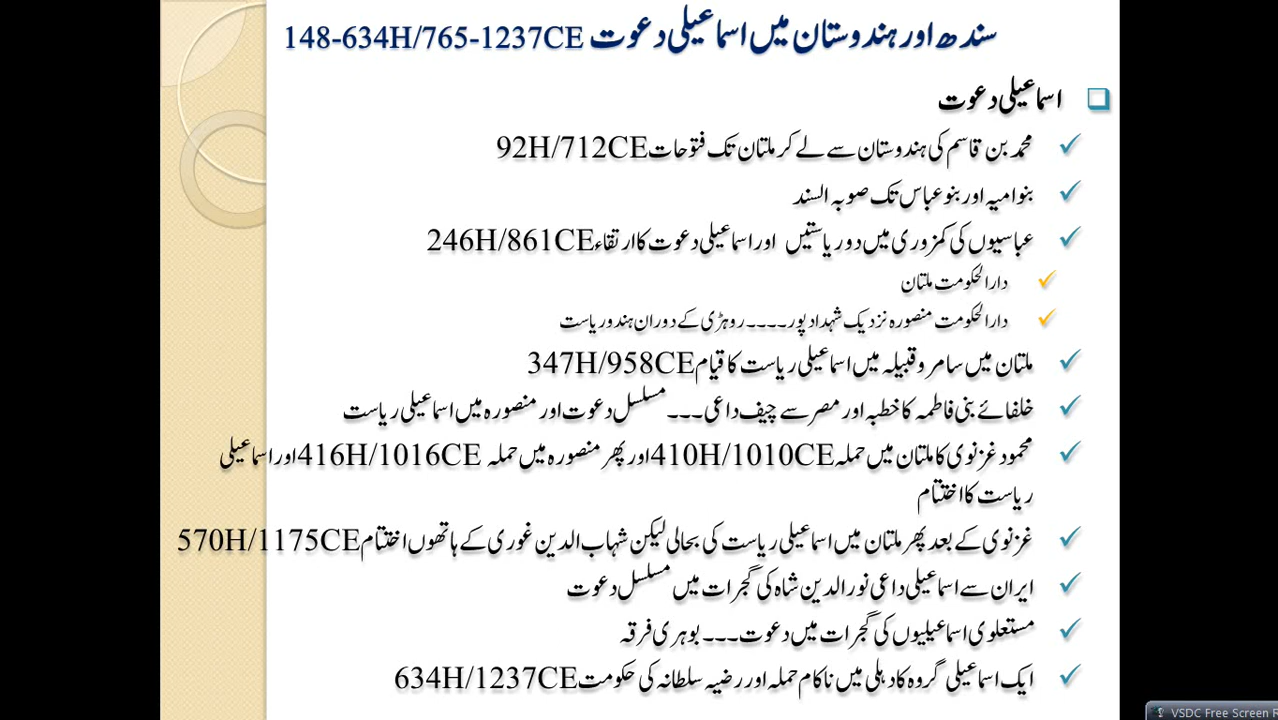 سندھ اور ہندوستان میں اسماعیلی دعوت 148-634H/765-1237CE
اسماعیلی دعوت
محمد بن قاسم کی ہندوستان سے لے کر ملتان تک فتوحات 92H/712CE
بنو امیہ اور بنو عباس تک صوبہ السند
عباسیوں کی کمزوری میں دو ریاستیں اور اسماعیلی دعوت کا ارتقاء 246H/861CE
دارالحکومت ملتان
دارالحکومت منصورہ نزدیک شہداد پور۔۔۔۔ روہڑی کے دوران ہندو ریاست
ملتان میں سامرو قبیلہ میں اسماعیلی ریاست کا قیام 347H/958CE
خلفائے بنی فاطمہ کا خطبہ اور مصر سے چیف داعی۔۔۔ مسلسل دعوت اور منصورہ میں اسماعیلی ریاست
محمود غزنوی کا ملتان میں حملہ 410H/1010CE اور پھر منصورہ میں حملہ 416H/1016CE اور اسماعیلی
ریاست کا اختتام
غزنوی کے بعد پھر ملتان میں اسماعیلی ریاست کی بحالی لیکن شہاب الدین غوری کے ہاتھوں اختتام 570H/1175CE
ایران سے اسماعیلی داعی نور الدین شاہ کی گجرات میں مسلسل دعوت
مستعلوی اسماعیلیوں کی گجرات میں دعوت۔۔۔ بوہری فرقہ
ایک اسماعیلی گروہ کا دہلی میں ناکام حملہ اور رضیہ سلطانہ کی حکومت 634H/1237CE
VSDC Free Screen R